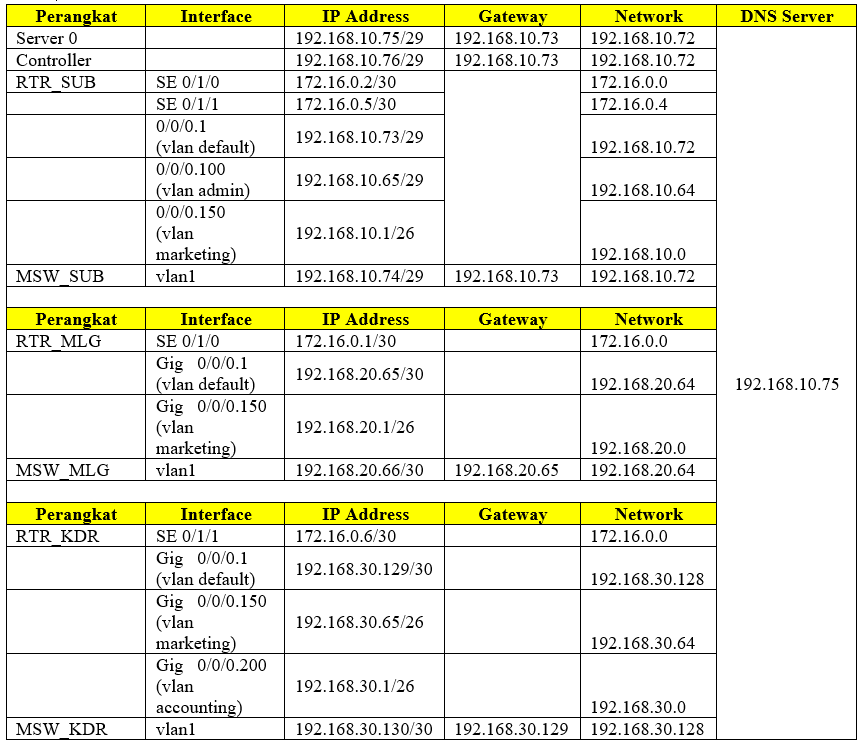 Perangkat Interface IP Address Gateway Network DNS Server
Server 0 192.168.10.75/29 192.168.10.73 192.168.10.72
Controller 192.168.10.76/29 192.168.10.73 192.168.10.72
RTR_SUB SE 0/1/0 172.16.0.2/30 172.16.0.0
SE 0/1/1 172.16.0.5/30 172.16.0.4
0/0/0.1
(vlan default) 192.168.10.73/29 192.168.10.72
0/0/0.100
(vlan admin) 192.168.10.65/29 192.168.10.64
0/0/0.150
(vlan
marketing) 192.168.10.1/26 192.168.10.0
MSW_SUB vlan1 192.168.10.74/29 192.168.10.73 192.168.10.72
Perangkat Interface IP Address Gateway Network
RTR_MLG SE 0/1/0 172.16.0.1/30 172.16.0.0
Gig 0/0/0.1
(vlan default) 192.168.20.65/30 192.168.20.64
192.168.10.75
Gig 0/0/0.150
(vlan
marketing) 192.168.20.1/26 192.168.20.0
MSW_MLG vlan1 192.168.20.66/30 192.168.20.65 192.168.20.64
Perangkat Interface IP Address Gateway Network
RTR_KDR SE 0/1/1 172.16.0.6/30 172.16.0.0
Gig 0/0/0.1
(vlan default) 192.168.30.129/30 192.168.30.128
Gig 0/0/0.150
(vlan
marketing) 192.168.30.65/26 192.168.30.64
Gig 0/0/0.200
(vlan
accounting) 192.168.30.1/26 192.168.30.0
MSW_KDR vlan1 192.168.30.130/30 192.168.30.129 192.168.30.128